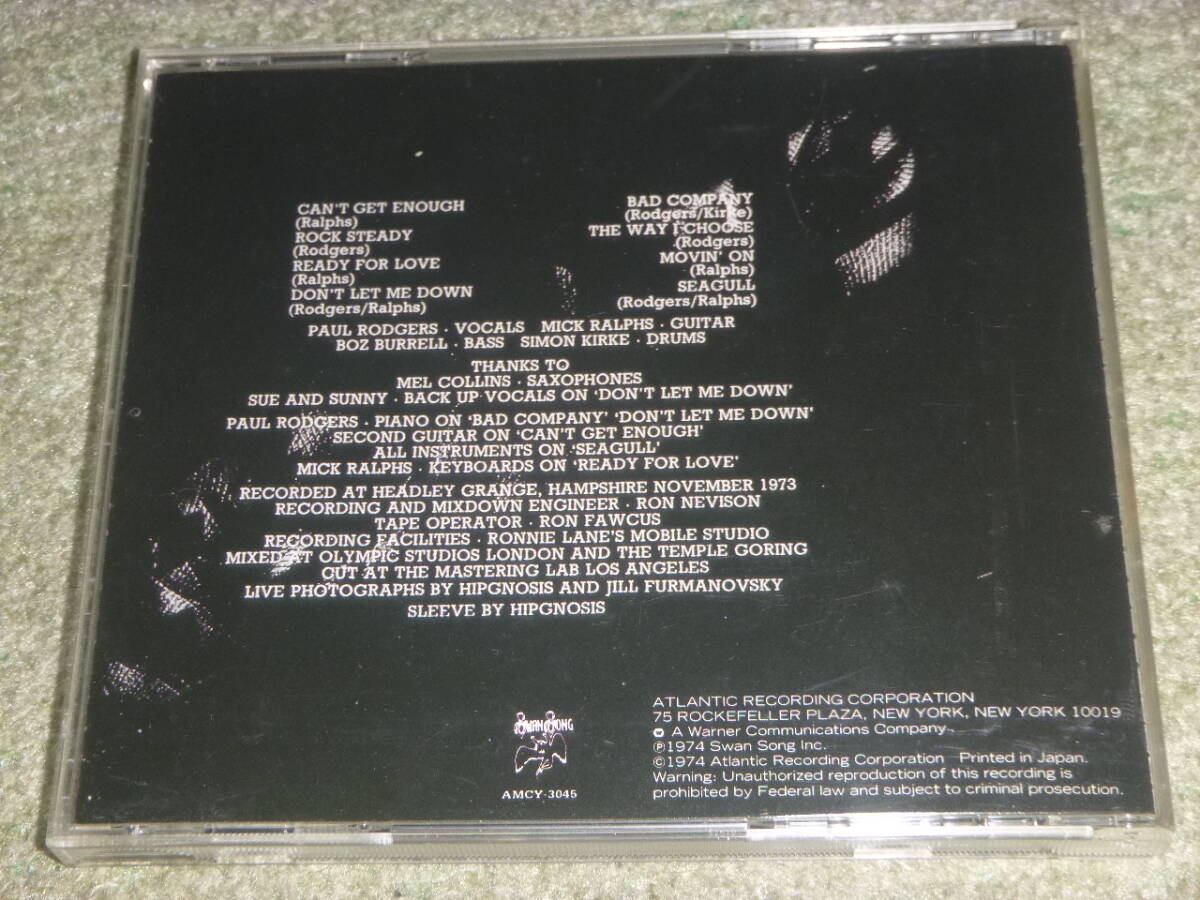 CAN'T GET ENOUGH
(Ralphs)
ROCK STEADY
(Rodgers)
READY FOR LOVE
(Ralphs)
DON'T LET ME DOWN
(Rodgers/Ralphs)
BAD COMPANY
(Rodgers/Kirke)
THE WAY I CHOOSE
(Rodgers)
MOVIN' ON
(Ralphs)
SEAGULL
(Rodgers/Ralphs)
PAUL RODGERS · VOCALS MICK RALPHS · GUITAR
BOZ BURRELL · BASS SIMON KIRKE · DRUMS
THANKS TO
MEL COLLINS · SAXOPHONES
SUE AND SUNNY · BACK UP VOCALS ON 'DON'T LET ME DOWN'
PAUL RODGERS · PIANO ON 'BAD COMPANY' 'DON'T LET ME DOWN'
SECOND GUITAR ON 'CAN'T GET ENOUGH'
ALL INSTRUMENTS ON 'SEAGULL'
MICK RALPHS · KEYBOARDS ON 'READY FOR LOVE'
RECORDED AT HEADLEY GRANGE, HAMPSHIRE NOVEMBER 1973
RECORDING AND MIXDOWN ENGINEER · RON NEVISON
TAPE OPERATOR · RON FAWCUS
RECORDING FACILITIES · RONNIE LANE'S MOBILE STUDIO
MIXED AT OLYMPIC STUDIOS LONDON AND THE TEMPLE GORING
CUT AT THE MASTERING LAB LOS ANGELES
LIVE PHOTOGRAPHS BY HIPGNOSIS AND JILL FURMANOVSKY
SLEEVE BY HIPGNOSIS
SWAN SONG
AMCY-3045
ATLANTIC RECORDING CORPORATION
75 ROCKEFELLER PLAZA, NEW YORK, NEW YORK 10019
A Warner Communications Company
℗1974 Swan Song Inc.
©1974 Atlantic Recording Corporation Printed in Japan.
Warning: Unauthorized reproduction of this recording is
prohibited by Federal law and subject to criminal prosecution.